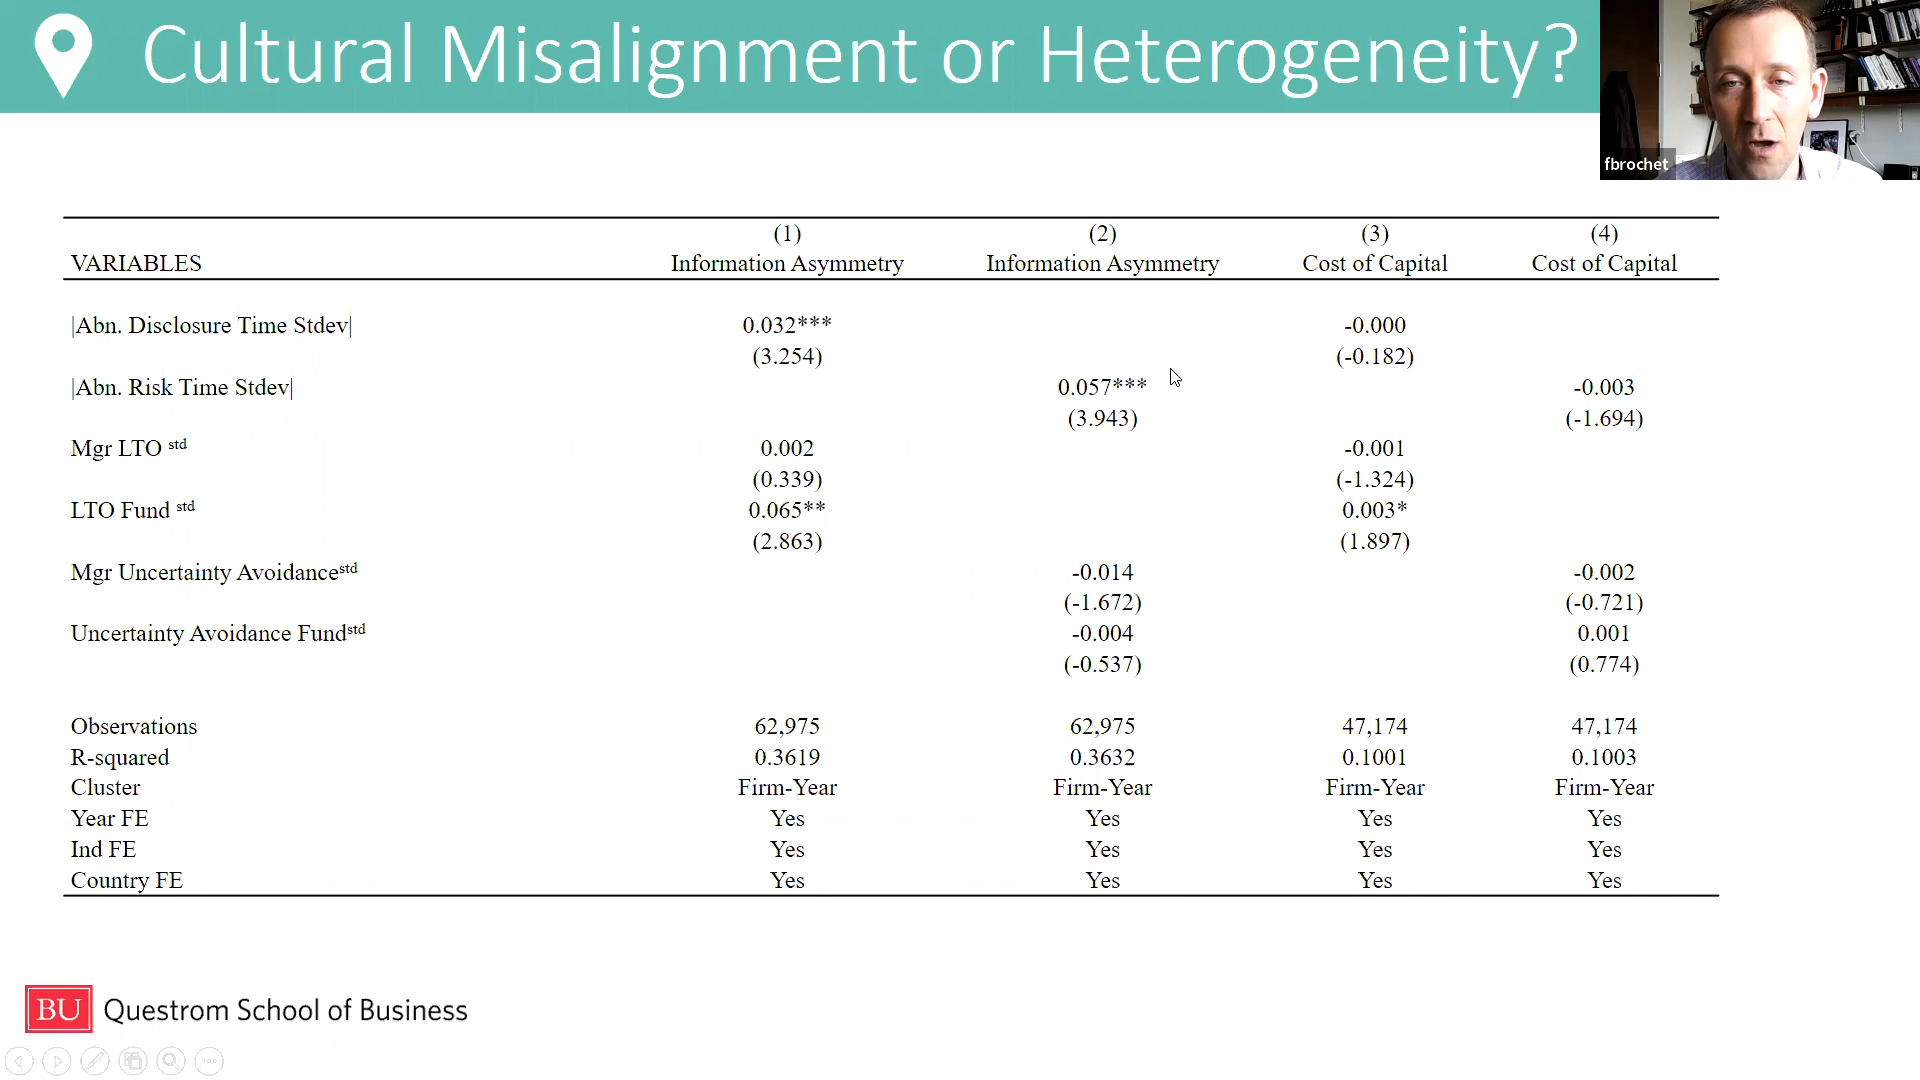 Cultural Misalignment or Heterogeneity?
fbrochet
(1) (2) (3) (4)
VARIABLES Information Asymmetry Information Asymmetry Cost of Capital Cost of Capital
|Abn. Disclosure Time Stdev| 0.032*** -0.000
(3.254) (-0.182)
|Abn. Risk Time Stdev| 0.057*** -0.003
(3.943) (-1.694)
Mgr LTO std 0.002 -0.001
(0.339) (-1.324)
LTO Fund std 0.065** 0.003*
(2.863) (1.897)
Mgr Uncertainty Avoidancestd -0.014 -0.002
(-1.672) (-0.721)
Uncertainty Avoidance Fundstd -0.004 0.001
(-0.537) (0.774)
Observations 62,975 62,975 47,174 47,174
R-squared 0.3619 0.3632 0.1001 0.1003
Cluster Firm-Year Firm-Year Firm-Year Firm-Year
Year FE Yes Yes Yes Yes
Ind FE Yes Yes Yes Yes
Country FE Yes Yes Yes Yes
BU Questrom School of Business